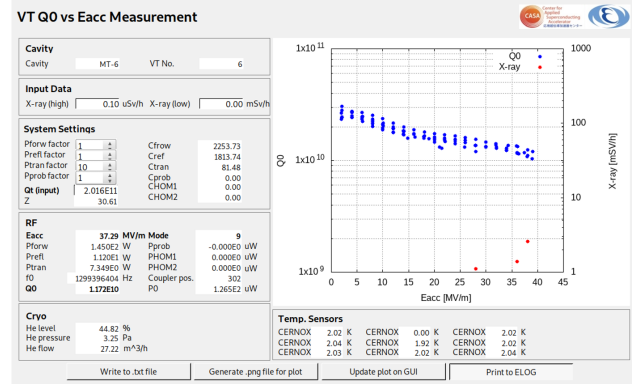 VT Q0 vs Eacc Measurement
CASA Center for Applied Superconducting Accelerator
Cavity
Cavity MT-6 VT No. 6
Input Data
X-ray (high) 0.10 uSv/h X-ray (low) 0.00 mSv/h
System Settings
Pforw factor 1 Cfrow 2253.73
Prefl factor 1 Cref 1813.74
Ptran factor 10 Ctran 81.48
Pprob factor 1 Cprob 0.00
Qt (input) 2.016E11 CHOM1 0.00
Z 30.61 CHOM2 0.00
RF
Eacc 37.29 MV/m Mode 9
Pforw 1.450E2 W Pprob -0.000E0 uW
Prefl 1.120E1 W PHOM1 0.000E0 uW
Ptran 7.349E0 W PHOM2 0.000E0 uW
f0 1299396404 Hz Coupler pos. 302
Q0 1.172E10 P0 1.265E2 uW
Cryo
He level 44.82 %
He pressure 3.25 Pa
He flow 27.22 m^3/h
Q0
X-ray
1x10^11
1x10^10
1x10^9
Q0
1000
100
10
1
X-ray [mSV/h]
0 5 10 15 20 25 30 35 40 45
Eacc [MV/m]
Temp. Sensors
CERNOX 2.02 K CERNOX 0.00 K CERNOX 2.02 K
CERNOX 2.04 K CERNOX 1.92 K CERNOX 2.02 K
CERNOX 2.03 K CERNOX 2.02 K CERNOX 2.04 K
Write to .txt file Generate .png file for plot Update plot on GUI Print to ELOG